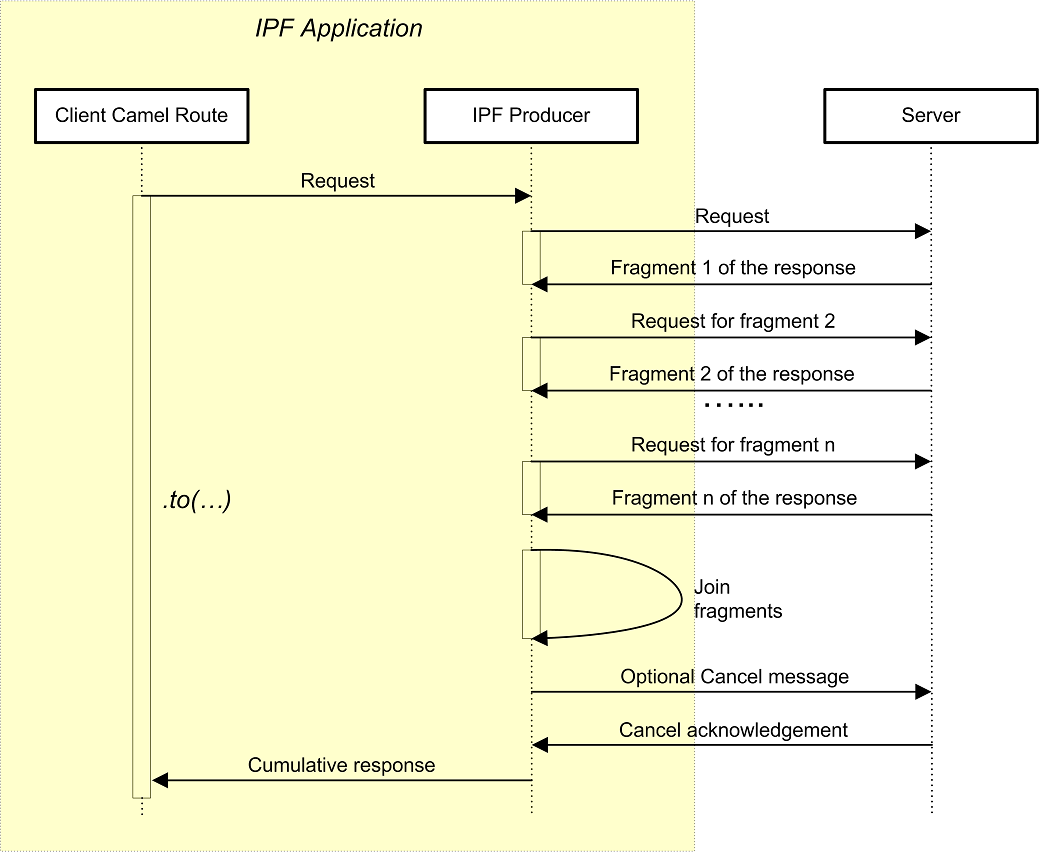 IPF Application
Client Camel Route
IPF Producer
Server
Request
Request
Fragment 1 of the response
Request for fragment 2
Fragment 2 of the response
......
Request for fragment n
.to(…)
Fragment n of the response
Join
fragments
Optional Cancel message
Cancel acknowledgement
Cumulative response